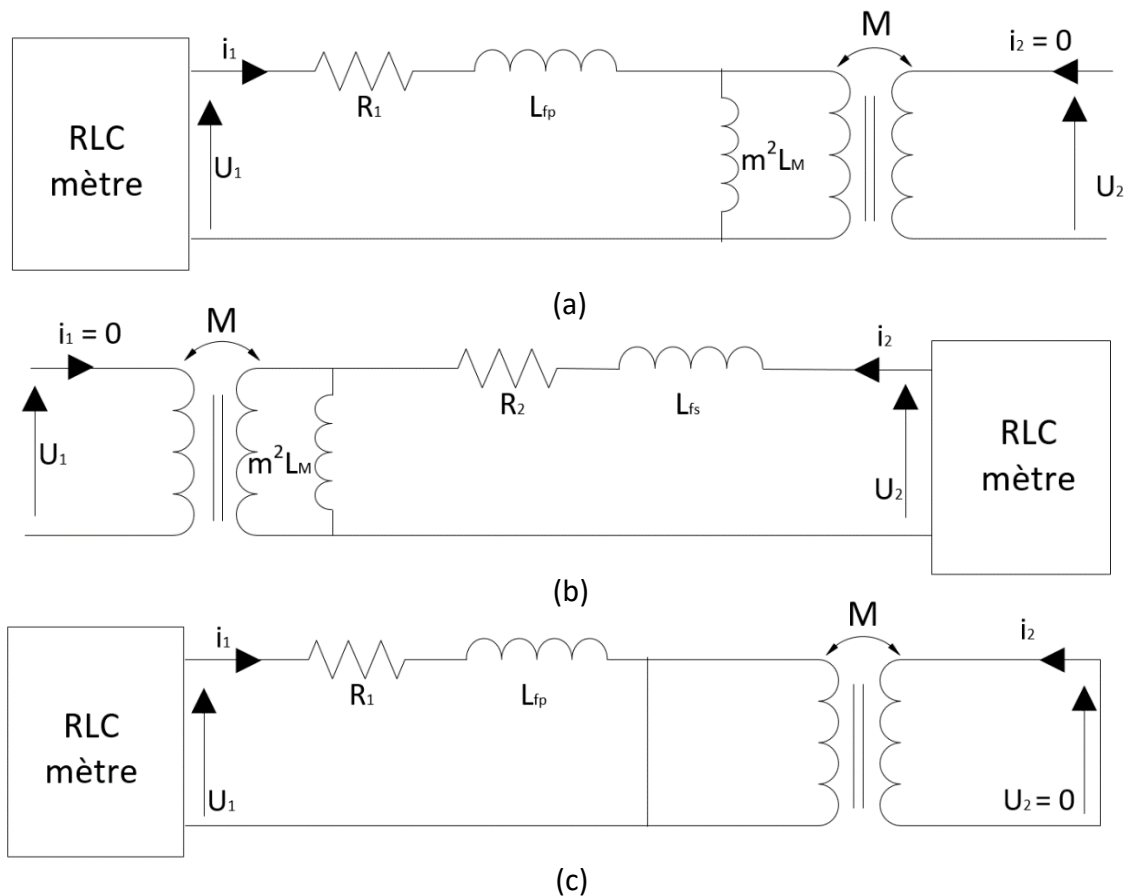 M
i₁
i₂ = 0
R₁
Lfp
RLC
mètre
U₁
m²LM
U₂
(a)
i₁ = 0
M
i₂
R₂
Lfs
U₁
m²LM
U₂
RLC
mètre
(b)
M
i₁
i₂
R₁
Lfp
RLC
mètre
U₁
U₂ = 0
(c)